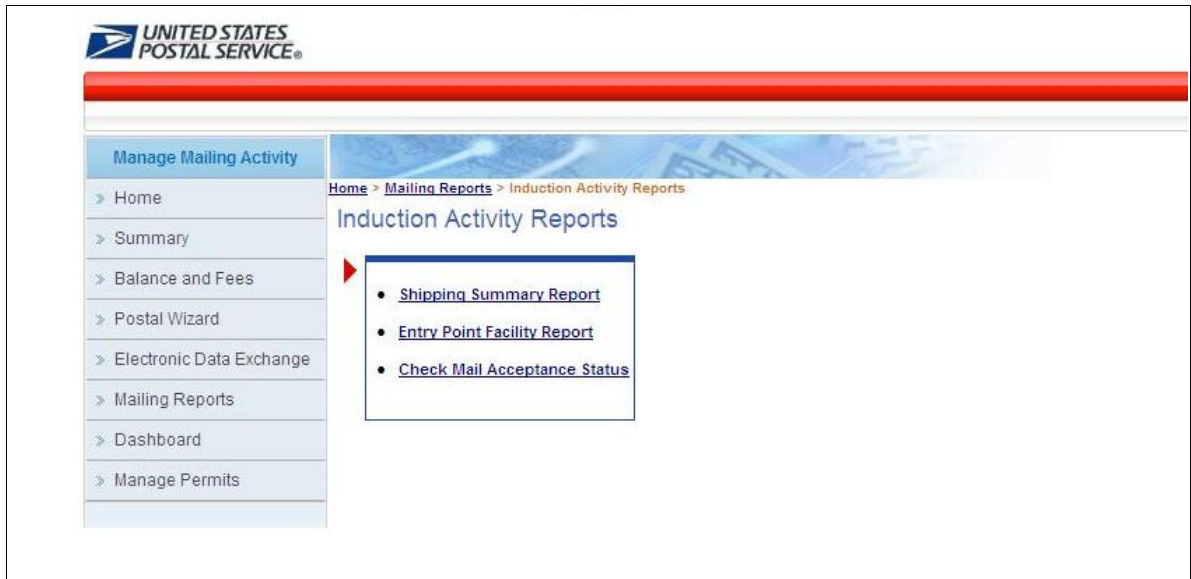 UNITED STATES
POSTAL SERVICE®
Manage Mailing Activity
» Home
» Summary
» Balance and Fees
» Postal Wizard
» Electronic Data Exchange
» Mailing Reports
» Dashboard
» Manage Permits
Home > Mailing Reports > Induction Activity Reports
Induction Activity Reports
• Shipping Summary Report
• Entry Point Facility Report
• Check Mail Acceptance Status